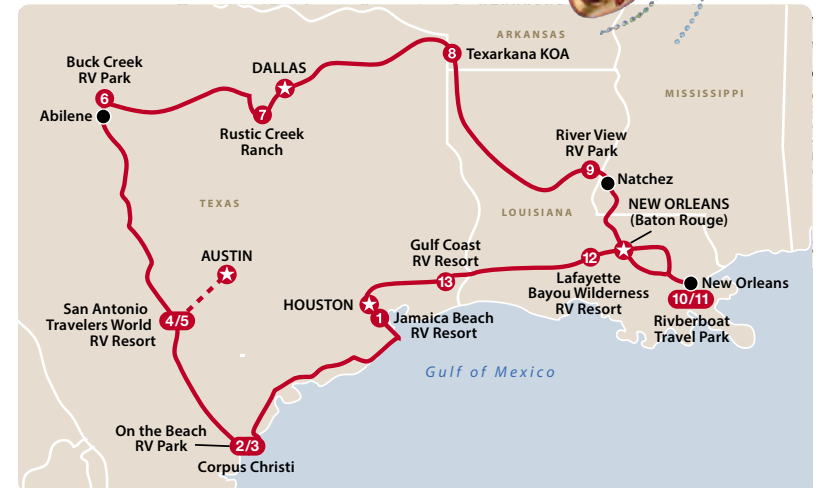 ARKANSAS
MISSISSIPPI
TEXAS
LOUISIANA
Gulf of Mexico
Buck Creek
RV Park
6
Abilene
DALLAS
7
Rustic Creek
Ranch
8
Texarkana KOA
River View
RV Park
9
Natchez
NEW ORLEANS
(Baton Rouge)
AUSTIN
Gulf Coast
RV Resort
13
12
Lafayette
Bayou Wilderness
RV Resort
New Orleans
10/11
Rivberboat
Travel Park
HOUSTON
1
Jamaica Beach
RV Resort
San Antonio
Travelers World
RV Resort
4/5
On the Beach
RV Park
2/3
Corpus Christi